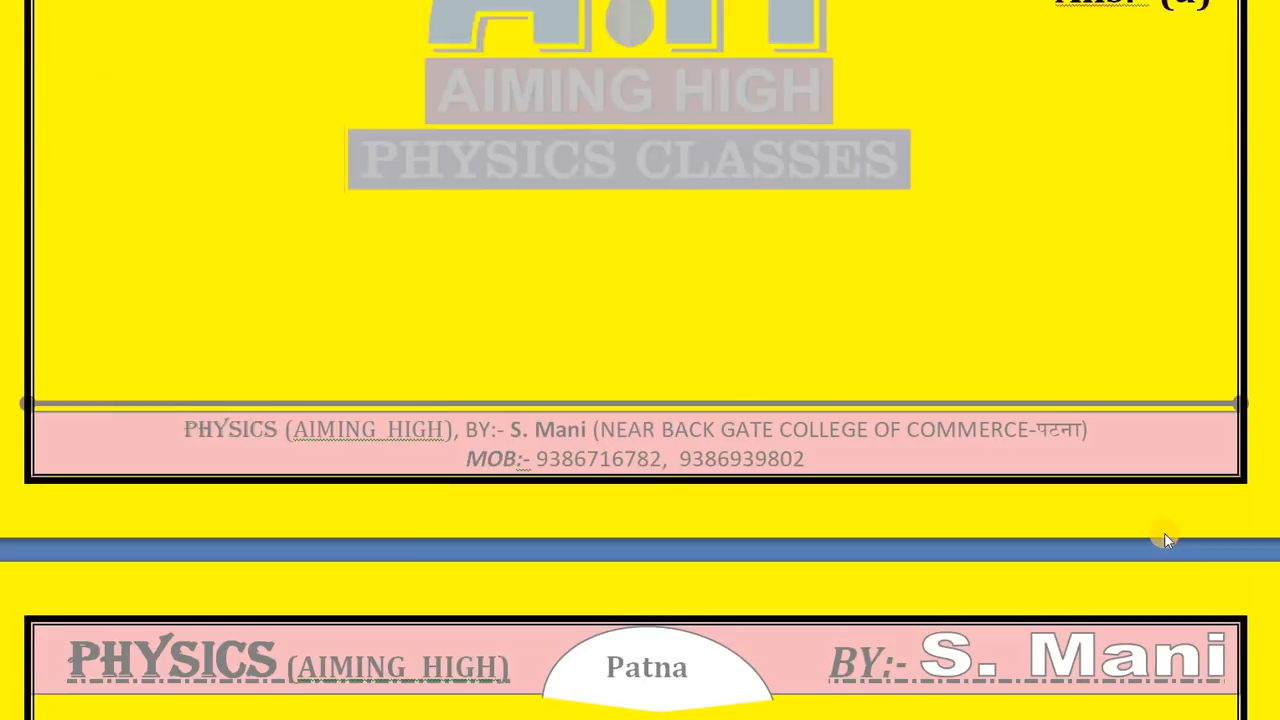 Ans:- (d)
A.H
AIMING HIGH
PHYSICS CLASSES
PHYSICS (AIMING HIGH), BY:- S. Mani (NEAR BACK GATE COLLEGE OF COMMERCE-पटना)
MOB:- 9386716782, 9386939802
PHYSICS (AIMING HIGH) Patna BY:- S. Mani